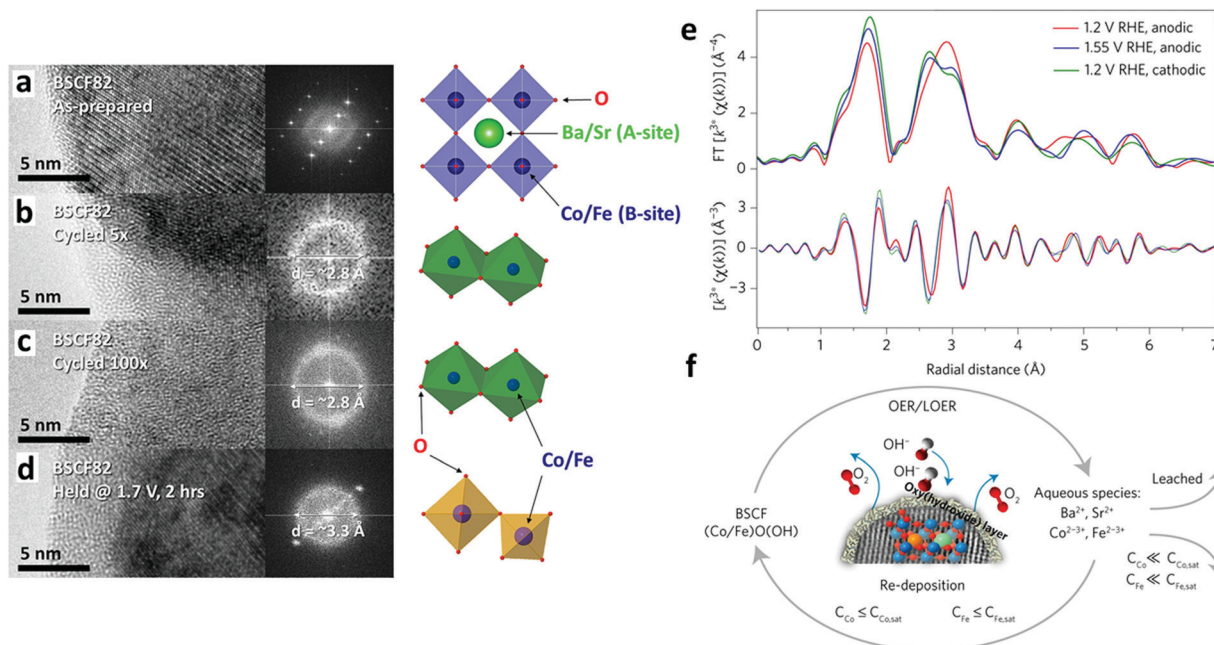 a
BSCF82
As-prepared
5 nm
b
BSCF82
Cycled 5x
5 nm
d = ~2.8 Å
c
BSCF82
Cycled 100x
5 nm
d = ~2.8 Å
d
BSCF82
Held @ 1.7 V, 2 hrs
5 nm
d = ~3.3 Å
O
Ba/Sr (A-site)
Co/Fe (B-site)
O
Co/Fe
e
1.2 V RHE, anodic
1.55 V RHE, anodic
1.2 V RHE, cathodic
FT [k³*(χ(k))] (Å⁻⁴)
4
2
0
[k³*(χ(k))] (Å⁻³)
3
0
−3
0 1 2 3 4 5 6 7
Radial distance (Å)
f
OER/LOER
OH⁻
OH⁻
O₂
O₂
Oxy(hydroxide) layer
BSCF
(Co/Fe)O(OH)
Aqueous species:
Ba²⁺, Sr²⁺
Co²⁻³⁺, Fe²⁻³⁺
Leached
C_Co ≪ C_Co,sat
C_Fe ≪ C_Fe,sat
Re-deposition
C_Co ≤ C_Co,sat C_Fe ≤ C_Fe,sat